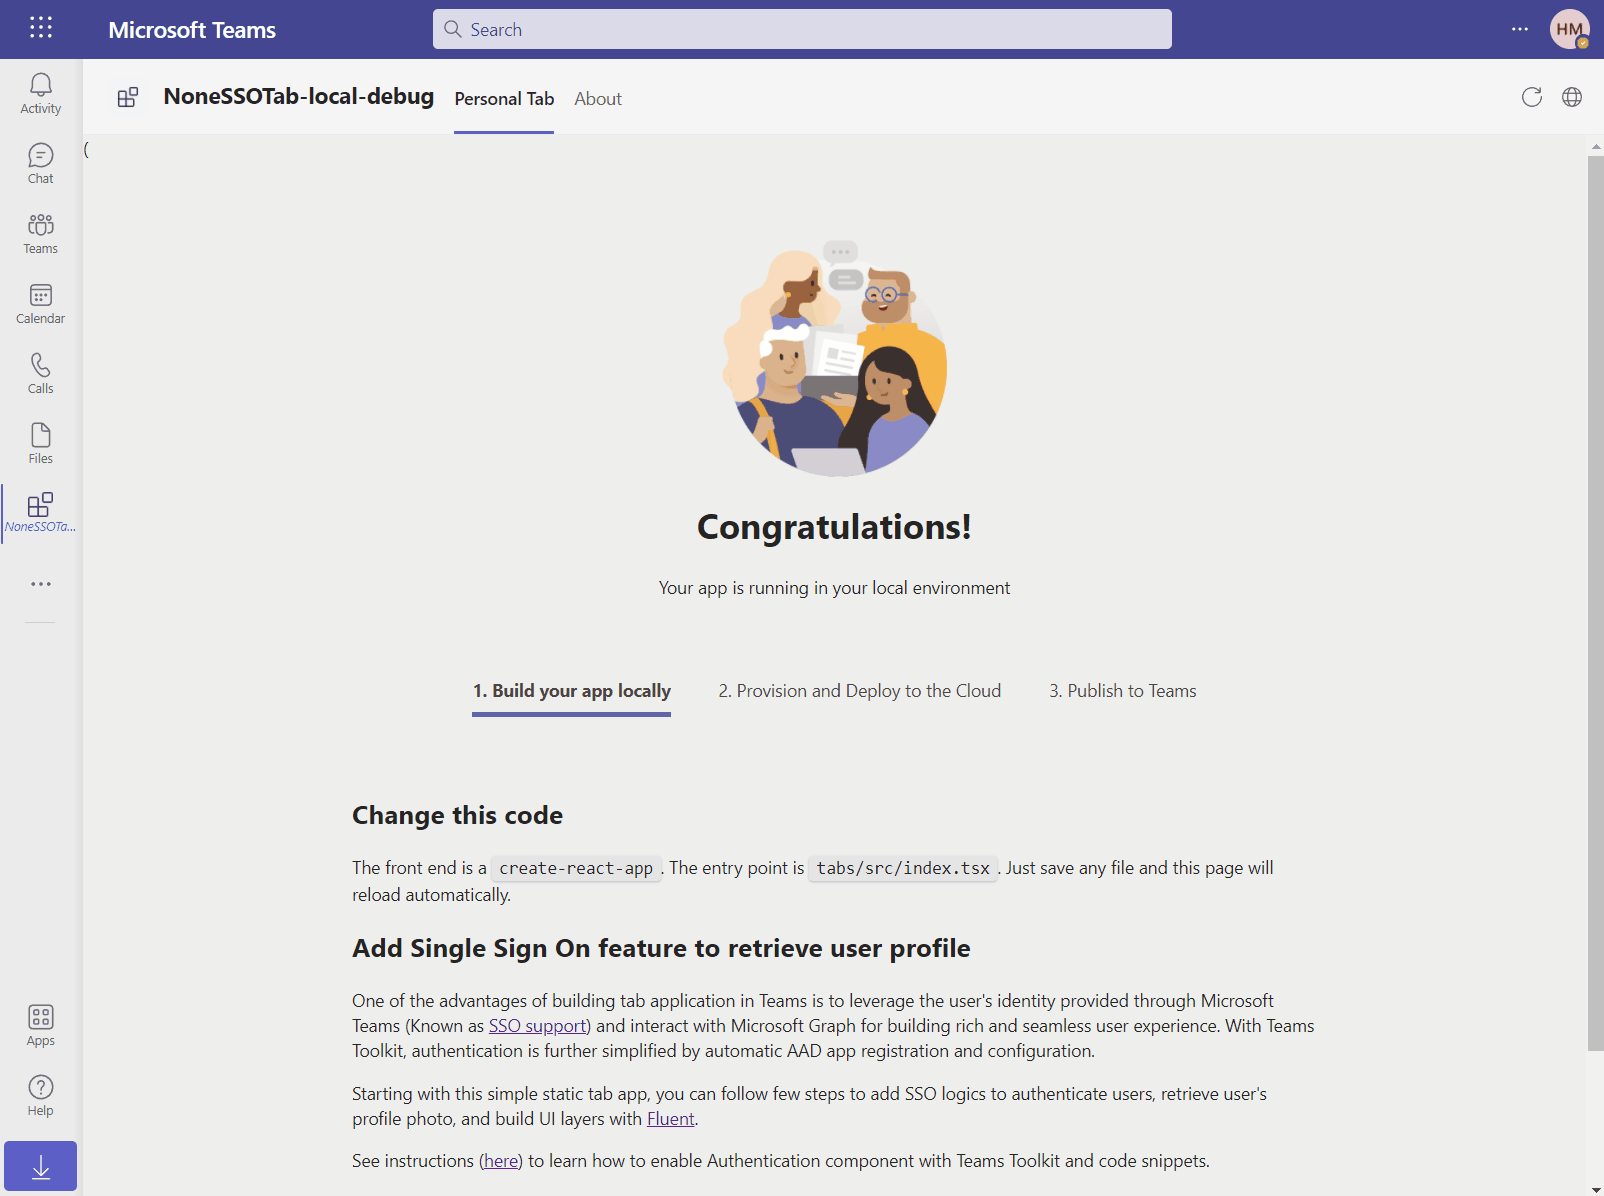 Microsoft Teams
Search
HM
Activity
Chat
Teams
Calendar
Calls
Files
NoneSSOTa...
Apps
Help
NoneSSOTab-local-debug
Personal Tab
About
(
Congratulations!
Your app is running in your local environment
1. Build your app locally
2. Provision and Deploy to the Cloud
3. Publish to Teams
Change this code
The front end is a create-react-app. The entry point is tabs/src/index.tsx. Just save any file and this page will
reload automatically.
Add Single Sign On feature to retrieve user profile
One of the advantages of building tab application in Teams is to leverage the user's identity provided through Microsoft
Teams (Known as SSO support) and interact with Microsoft Graph for building rich and seamless user experience. With Teams
Toolkit, authentication is further simplified by automatic AAD app registration and configuration.
Starting with this simple static tab app, you can follow few steps to add SSO logics to authenticate users, retrieve user's
profile photo, and build UI layers with Fluent.
See instructions (here) to learn how to enable Authentication component with Teams Toolkit and code snippets.